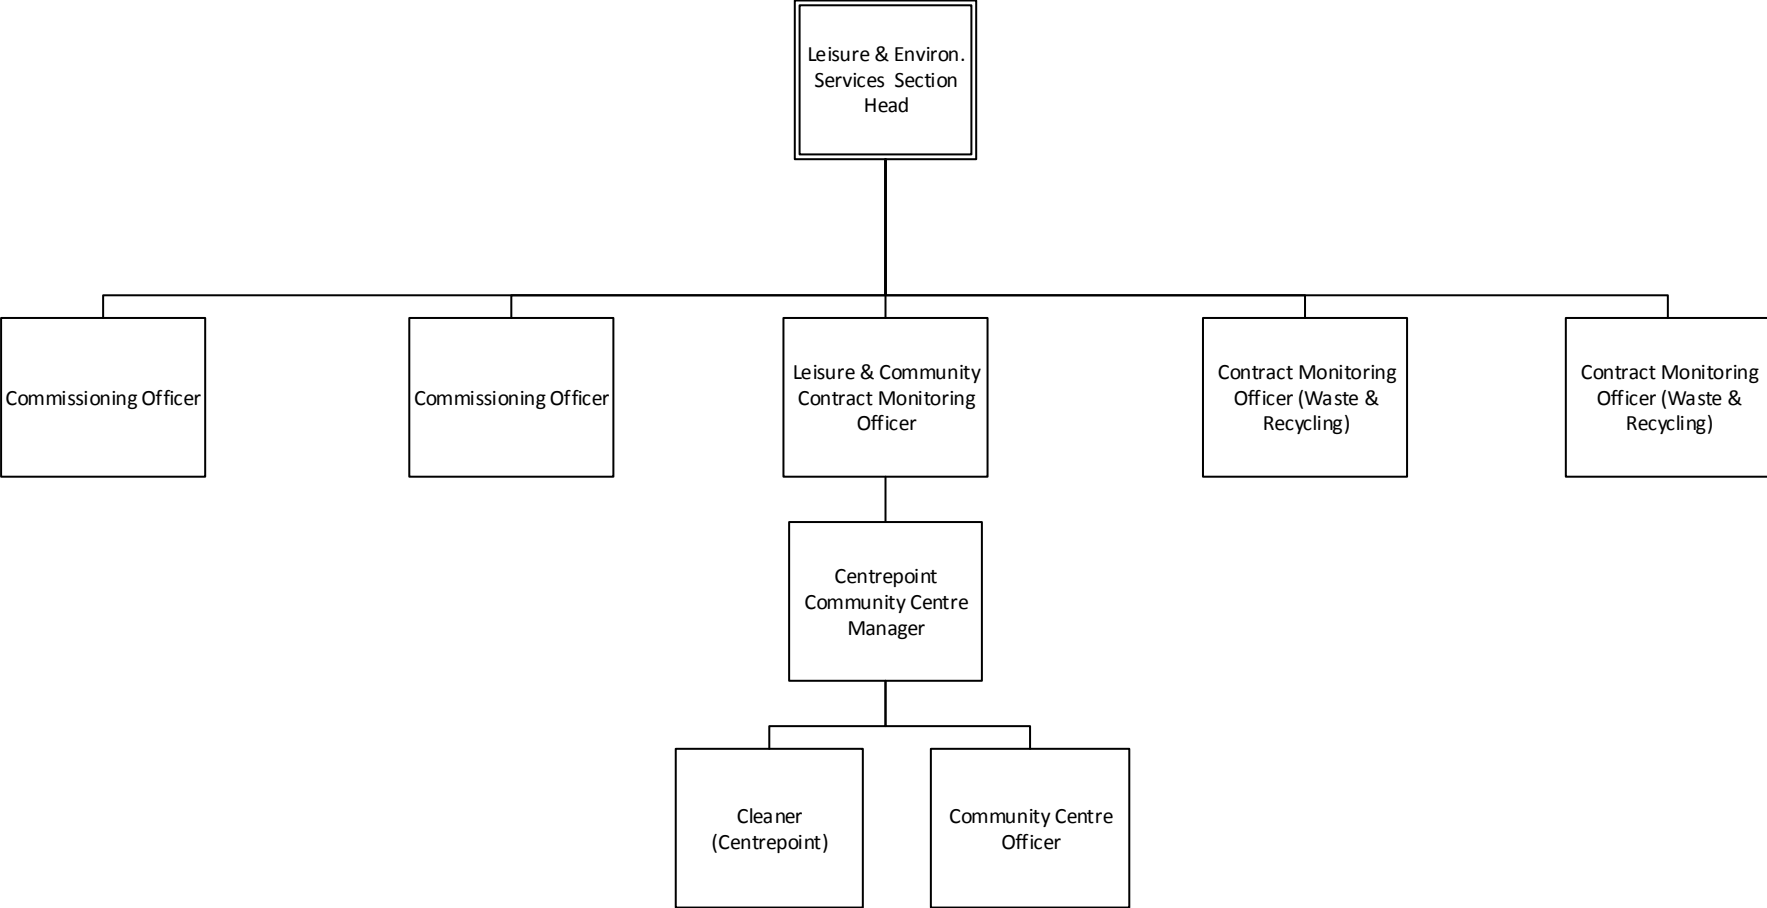 Leisure & Environ.
Services Section
Head
Commissioning Officer
Commissioning Officer
Leisure & Community
Contract Monitoring
Officer
Contract Monitoring
Officer (Waste &
Recycling)
Contract Monitoring
Officer (Waste &
Recycling)
Centrepoint
Community Centre
Manager
Cleaner
(Centrepoint)
Community Centre
Officer